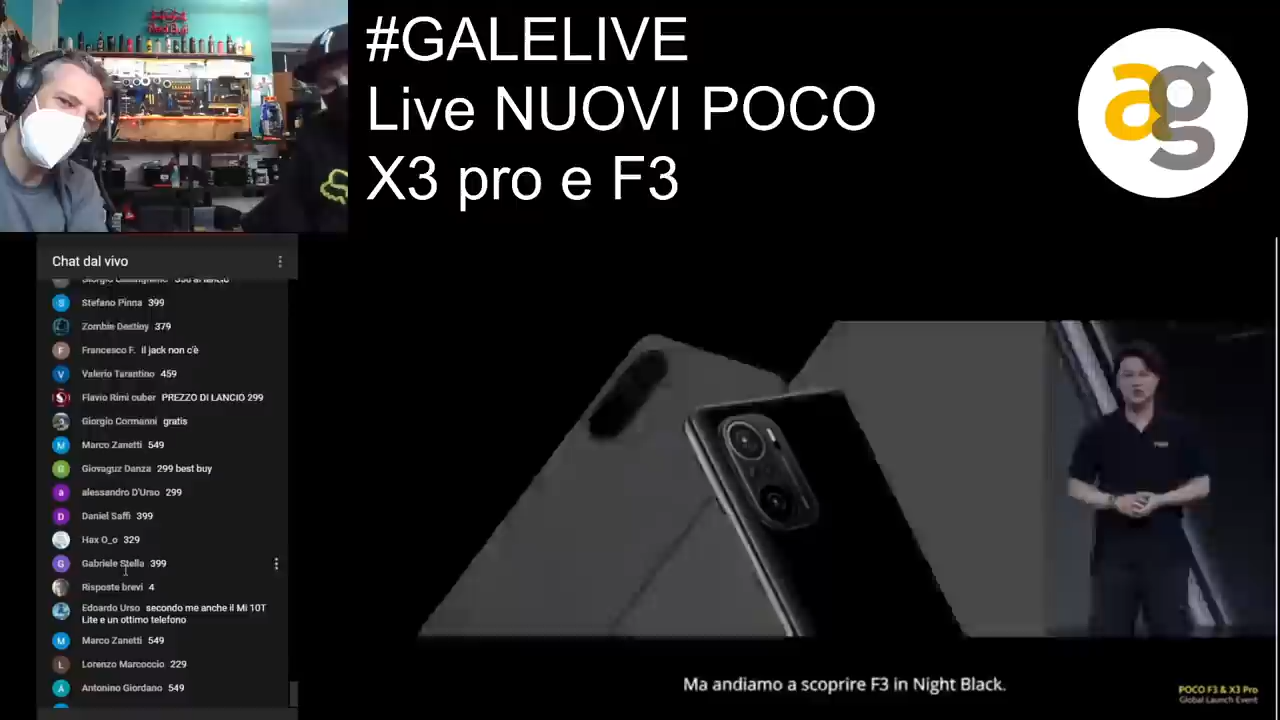 #GALELIVE
Live NUOVI POCO
X3 pro e F3
ag
Chat dal vivo
Stefano Pinna 399
Zombie Destiny 379
Francesco F. il jack non c'è
Valerio Tarantino 459
Flavio Rimi cuber PREZZO DI LANCIO 299
Giorgio Cormanni gratis
Marco Zanetti 549
Giovaguz Danza 299 best buy
alessandro D'Urso 299
Daniel Saffi 399
Hax O_o 329
Gabriele Stella 399
Risposte brevi 4
Edoardo Urso secondo me anche il Mi 10T
Lite e un ottimo telefono
Marco Zanetti 549
Lorenzo Marcoccio 229
Antonino Giordano 549
Ma andiamo a scoprire F3 in Night Black.
POCO F3 & X3 Pro
Global Launch Event